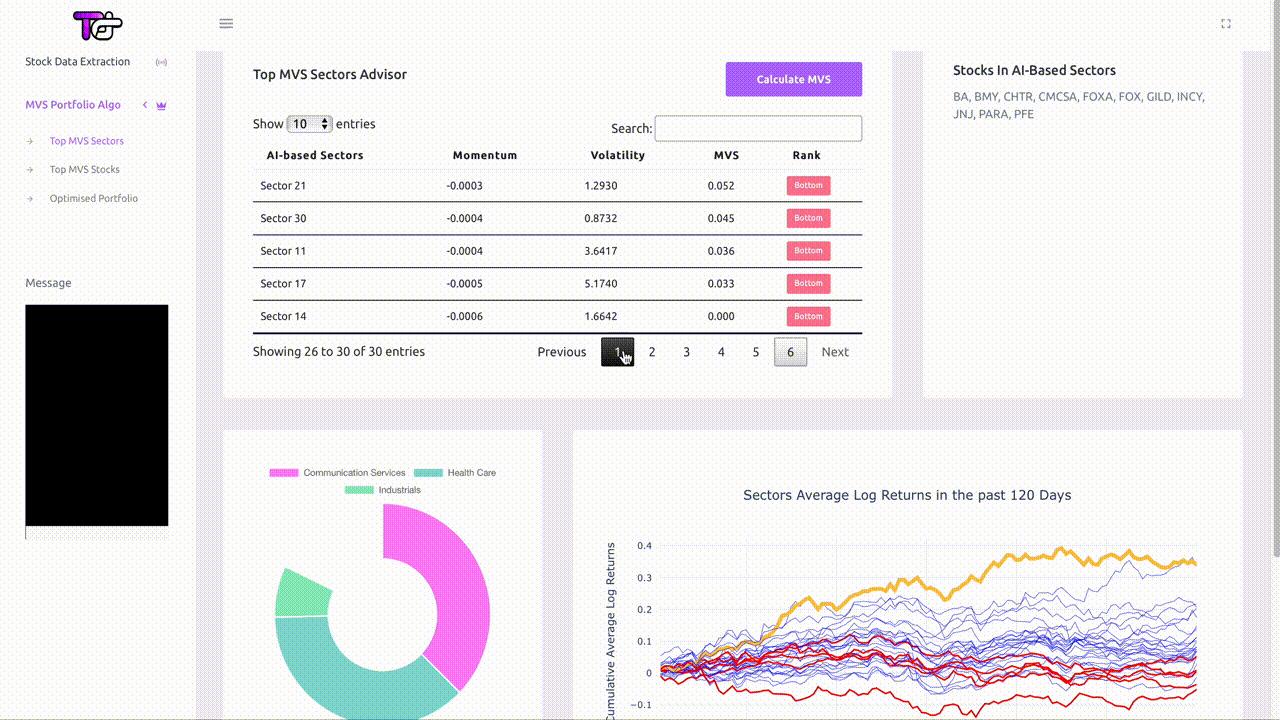 Stock Data Extraction
MVS Portfolio Algo
Top MVS Sectors
Top MVS Stocks
Optimised Portfolio
Message
Top MVS Sectors Advisor
Calculate MVS
Show 10 entries
Search:
AI-based Sectors Momentum Volatility MVS Rank
Sector 21 -0.0003 1.2930 0.052 Bottom
Sector 30 -0.0004 0.8732 0.045 Bottom
Sector 11 -0.0004 3.6417 0.036 Bottom
Sector 17 -0.0005 5.1740 0.033 Bottom
Sector 14 -0.0006 1.6642 0.000 Bottom
Showing 26 to 30 of 30 entries
Previous 1 2 3 4 5 6 Next
Stocks In AI-Based Sectors
BA, BMY, CHTR, CMCSA, FOXA, FOX, GILD, INCY,
JNJ, PARA, PFE
Communication Services Health Care
Industrials
Sectors Average Log Returns in the past 120 Days
Cumulative Average Log Returns
0.4
0.3
0.2
0.1
0
−0.1